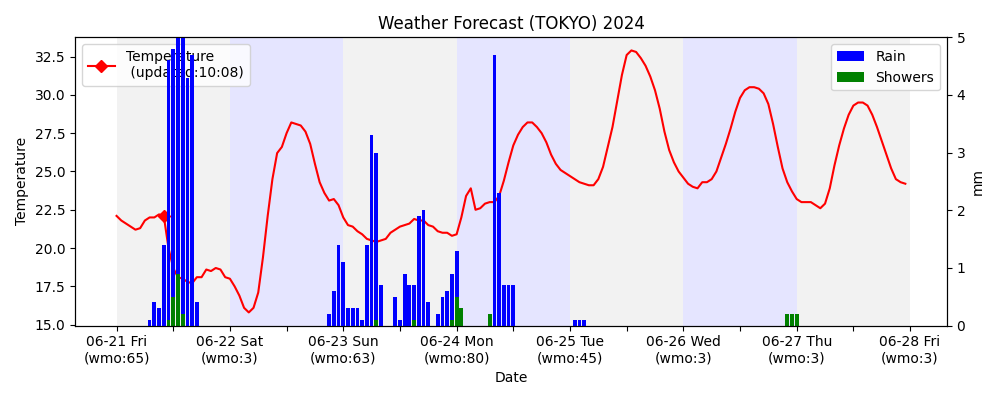 Weather Forecast (TOKYO) 2024
Temperature
(updated:10:08)
Rain
Showers
Temperature
32.5
30.0
27.5
25.0
22.5
20.0
17.5
15.0
5
4
3
2
1
0
mm
06-21 Fri
(wmo:65)
06-22 Sat
(wmo:3)
06-23 Sun
(wmo:63)
06-24 Mon
(wmo:80)
06-25 Tue
(wmo:45)
06-26 Wed
(wmo:3)
06-27 Thu
(wmo:3)
06-28 Fri
(wmo:3)
Date